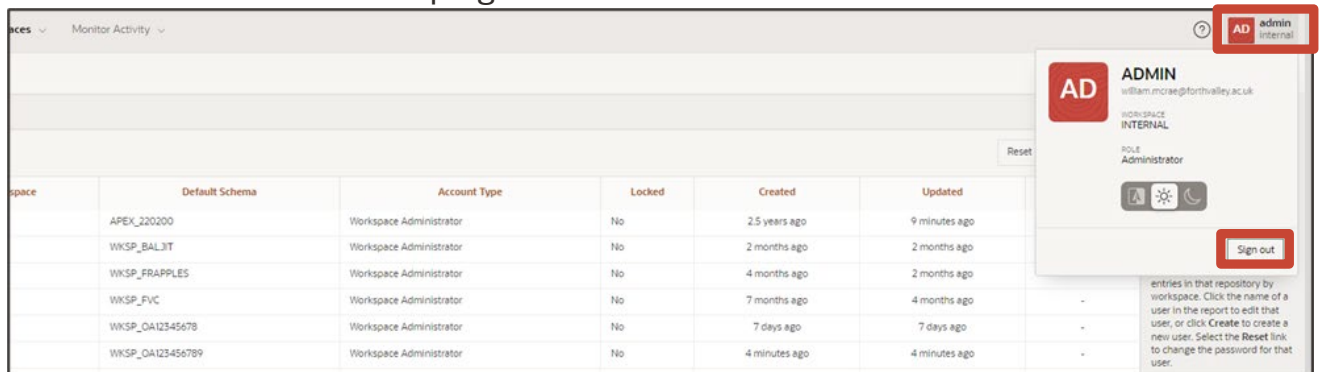 aces Monitor Activity
AD admin
internal
AD ADMIN
william.mcrae@forthvalley.ac.uk
WORKSPACE
INTERNAL
Reset
ROLE
Administrator
space Default Schema Account Type Locked Created Updated
APEX_220200 Workspace Administrator No 2.5 years ago 9 minutes ago
WKSP_BALJIT Workspace Administrator No 2 months ago 2 months ago
Sign out
WKSP_FRAPPLES Workspace Administrator No 4 months ago 2 months ago
WKSP_FVC Workspace Administrator No 7 months ago 4 months ago -
WKSP_OA12345678 Workspace Administrator No 7 days ago 7 days ago -
WKSP_OA123456789 Workspace Administrator No 4 minutes ago 4 minutes ago -
entries in that repository by
workspace. Click the name of a
user in the report to edit that
user, or click Create to create a
new user. Select the Reset link
to change the password for that
user.